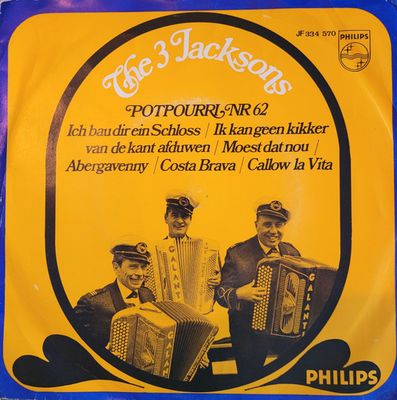 JF 334 570
PHILIPS
The 3 Jacksons
POTPOURRI NR 62
Ich bau dir ein Schloss / Ik kan geen kikker
van de kant afduwen / Moest dat nou /
Abergavenny / Costa Brava / Callow la Vita
GALANTI
GALANTI
PHILIPS